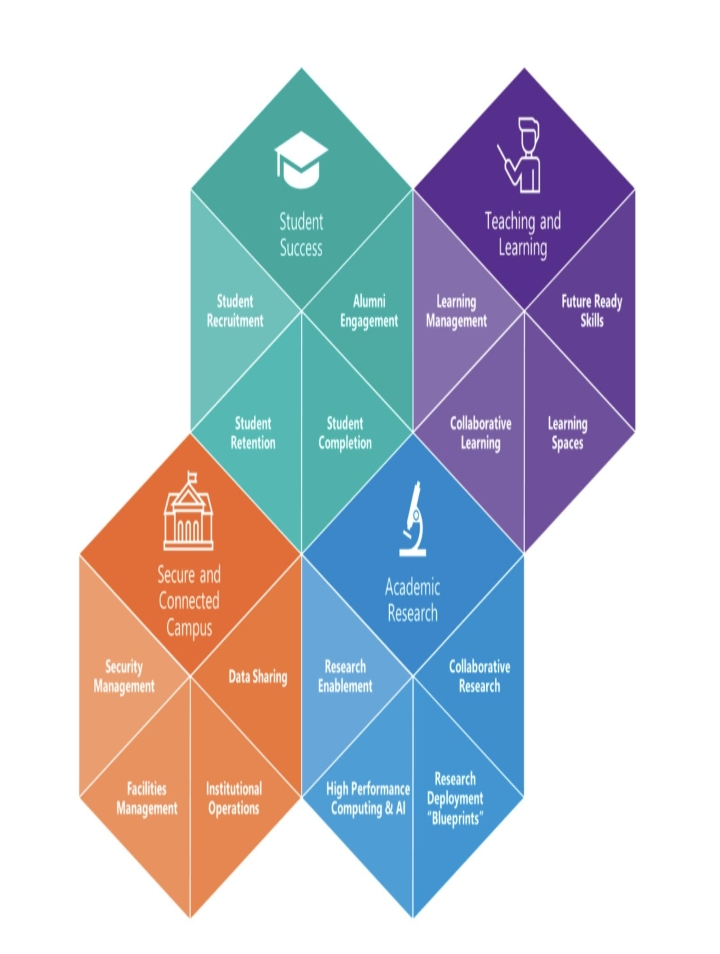 Student
Success
Student
Recruitment
Alumni
Engagement
Student
Retention
Student
Completion
Teaching and
Learning
Learning
Management
Future Ready
Skills
Collaborative
Learning
Learning
Spaces
Secure and
Connected
Campus
Security
Management
Data Sharing
Facilities
Management
Institutional
Operations
Academic
Research
Research
Enablement
Collaborative
Research
High Performance
Computing & AI
Research
Deployment
"Blueprints"